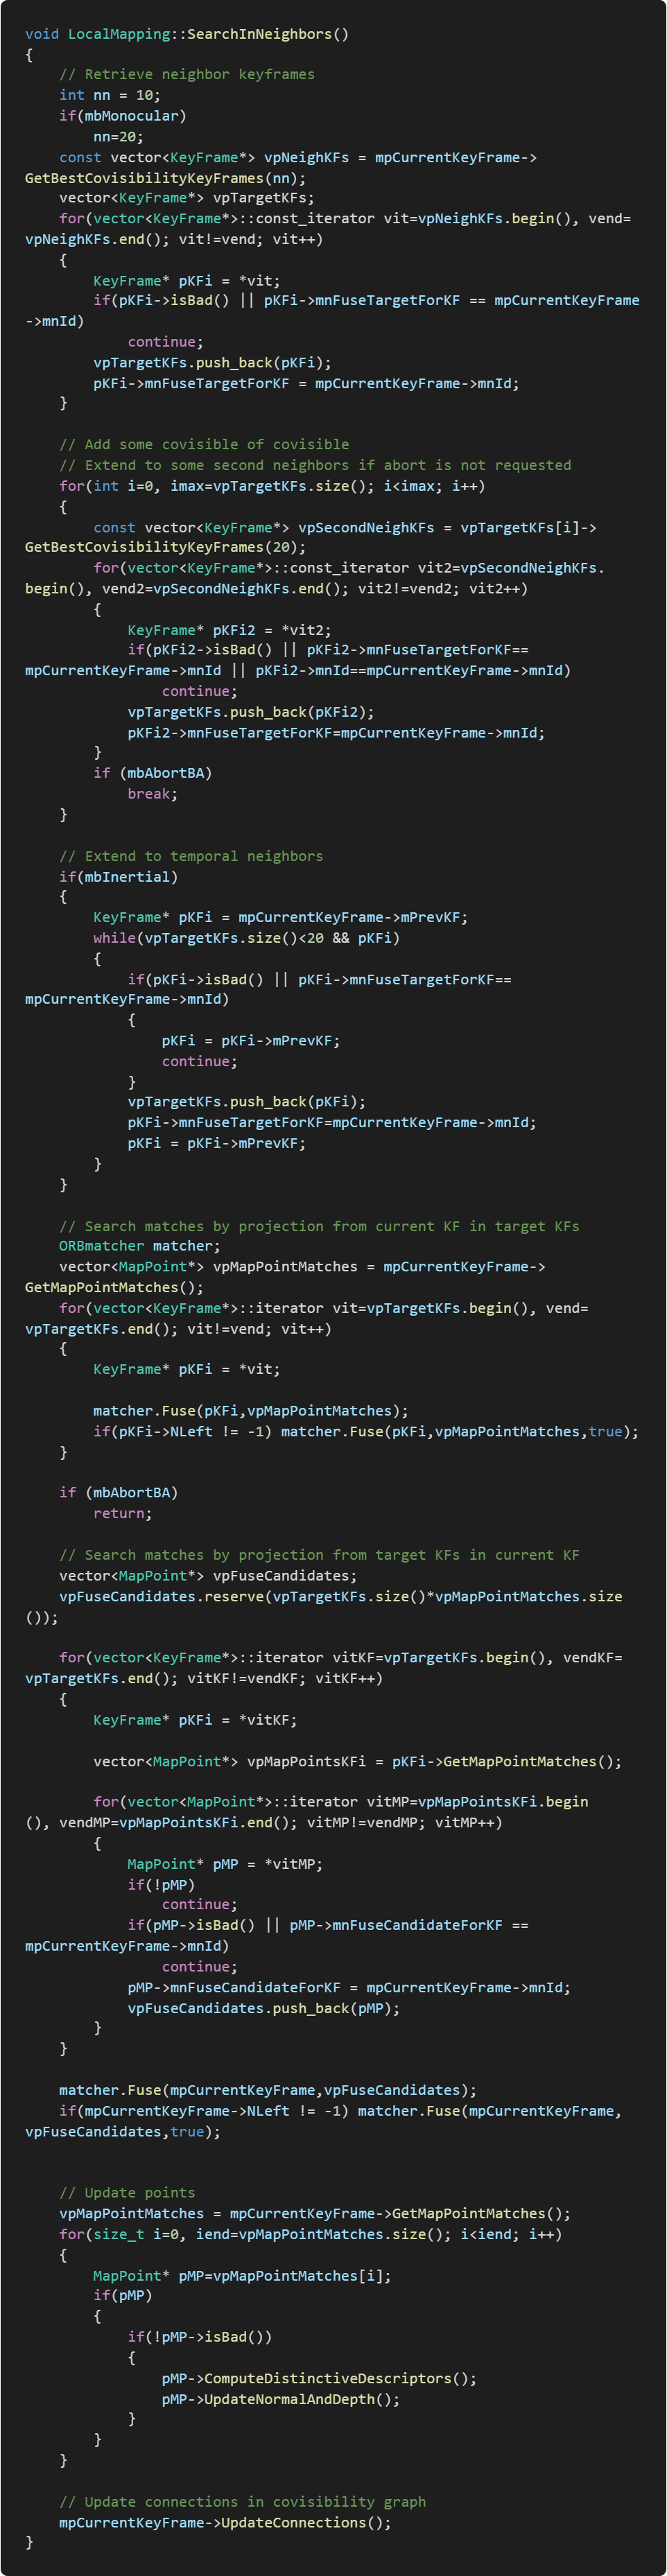 void LocalMapping::SearchInNeighbors()
{
    // Retrieve neighbor keyframes
    int nn = 10;
    if(mbMonocular)
        nn=20;
    const vector<KeyFrame*> vpNeighKFs = mpCurrentKeyFrame->
GetBestCovisibilityKeyFrames(nn);
    vector<KeyFrame*> vpTargetKFs;
    for(vector<KeyFrame*>::const_iterator vit=vpNeighKFs.begin(), vend=
vpNeighKFs.end(); vit!=vend; vit++)
    {
        KeyFrame* pKFi = *vit;
        if(pKFi->isBad() || pKFi->mnFuseTargetForKF == mpCurrentKeyFrame
->mnId)
            continue;
        vpTargetKFs.push_back(pKFi);
        pKFi->mnFuseTargetForKF = mpCurrentKeyFrame->mnId;
    }

    // Add some covisible of covisible
    // Extend to some second neighbors if abort is not requested
    for(int i=0, imax=vpTargetKFs.size(); i<imax; i++)
    {
        const vector<KeyFrame*> vpSecondNeighKFs = vpTargetKFs[i]->
GetBestCovisibilityKeyFrames(20);
        for(vector<KeyFrame*>::const_iterator vit2=vpSecondNeighKFs.
begin(), vend2=vpSecondNeighKFs.end(); vit2!=vend2; vit2++)
        {
            KeyFrame* pKFi2 = *vit2;
            if(pKFi2->isBad() || pKFi2->mnFuseTargetForKF==
mpCurrentKeyFrame->mnId || pKFi2->mnId==mpCurrentKeyFrame->mnId)
                continue;
            vpTargetKFs.push_back(pKFi2);
            pKFi2->mnFuseTargetForKF=mpCurrentKeyFrame->mnId;
        }
        if (mbAbortBA)
            break;
    }

    // Extend to temporal neighbors
    if(mbInertial)
    {
        KeyFrame* pKFi = mpCurrentKeyFrame->mPrevKF;
        while(vpTargetKFs.size()<20 && pKFi)
        {
            if(pKFi->isBad() || pKFi->mnFuseTargetForKF==
mpCurrentKeyFrame->mnId)
            {
                pKFi = pKFi->mPrevKF;
                continue;
            }
            vpTargetKFs.push_back(pKFi);
            pKFi->mnFuseTargetForKF=mpCurrentKeyFrame->mnId;
            pKFi = pKFi->mPrevKF;
        }
    }

    // Search matches by projection from current KF in target KFs
    ORBmatcher matcher;
    vector<MapPoint*> vpMapPointMatches = mpCurrentKeyFrame->
GetMapPointMatches();
    for(vector<KeyFrame*>::iterator vit=vpTargetKFs.begin(), vend=
vpTargetKFs.end(); vit!=vend; vit++)
    {
        KeyFrame* pKFi = *vit;

        matcher.Fuse(pKFi,vpMapPointMatches);
        if(pKFi->NLeft != -1) matcher.Fuse(pKFi,vpMapPointMatches,true);
    }

    if (mbAbortBA)
        return;

    // Search matches by projection from target KFs in current KF
    vector<MapPoint*> vpFuseCandidates;
    vpFuseCandidates.reserve(vpTargetKFs.size()*vpMapPointMatches.size
());

    for(vector<KeyFrame*>::iterator vitKF=vpTargetKFs.begin(), vendKF=
vpTargetKFs.end(); vitKF!=vendKF; vitKF++)
    {
        KeyFrame* pKFi = *vitKF;

        vector<MapPoint*> vpMapPointsKFi = pKFi->GetMapPointMatches();

        for(vector<MapPoint*>::iterator vitMP=vpMapPointsKFi.begin
(), vendMP=vpMapPointsKFi.end(); vitMP!=vendMP; vitMP++)
        {
            MapPoint* pMP = *vitMP;
            if(!pMP)
                continue;
            if(pMP->isBad() || pMP->mnFuseCandidateForKF ==
mpCurrentKeyFrame->mnId)
                continue;
            pMP->mnFuseCandidateForKF = mpCurrentKeyFrame->mnId;
            vpFuseCandidates.push_back(pMP);
        }
    }

    matcher.Fuse(mpCurrentKeyFrame,vpFuseCandidates);
    if(mpCurrentKeyFrame->NLeft != -1) matcher.Fuse(mpCurrentKeyFrame,
vpFuseCandidates,true);


    // Update points
    vpMapPointMatches = mpCurrentKeyFrame->GetMapPointMatches();
    for(size_t i=0, iend=vpMapPointMatches.size(); i<iend; i++)
    {
        MapPoint* pMP=vpMapPointMatches[i];
        if(pMP)
        {
            if(!pMP->isBad())
            {
                pMP->ComputeDistinctiveDescriptors();
                pMP->UpdateNormalAndDepth();
            }
        }
    }

    // Update connections in covisibility graph
    mpCurrentKeyFrame->UpdateConnections();
}